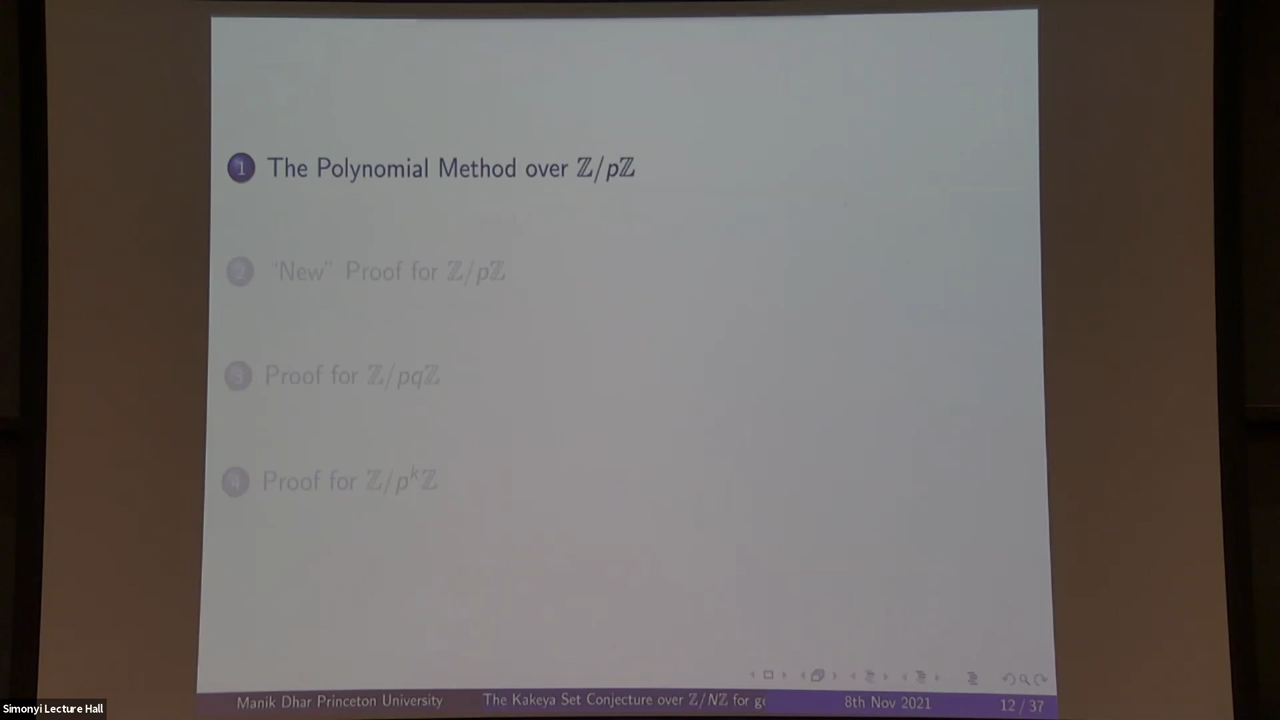 1 The Polynomial Method over ℤ/pℤ
2 "New" Proof for ℤ/pℤ
3 Proof for ℤ/pqℤ
4 Proof for ℤ/pᵏℤ
Manik Dhar Princeton University The Kakeya Set Conjecture over ℤ/Nℤ for ge 8th Nov 2021 12 / 37
Simonyi Lecture Hall